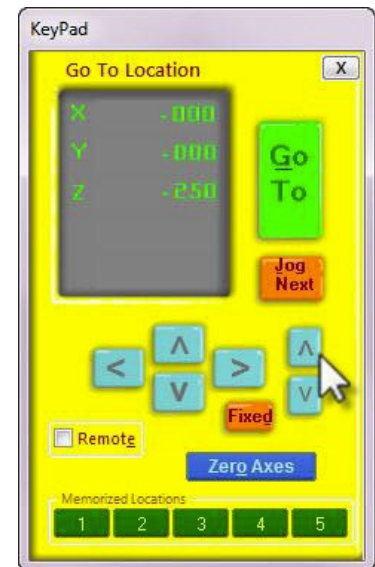 KeyPad
Go To Location
X
X -.000
Y -.000
Z -.250
Go
To
Jog
Next
<
^
V
>
^
V
Fixed
Remote
Zero Axes
Memorized Locations
1 2 3 4 5